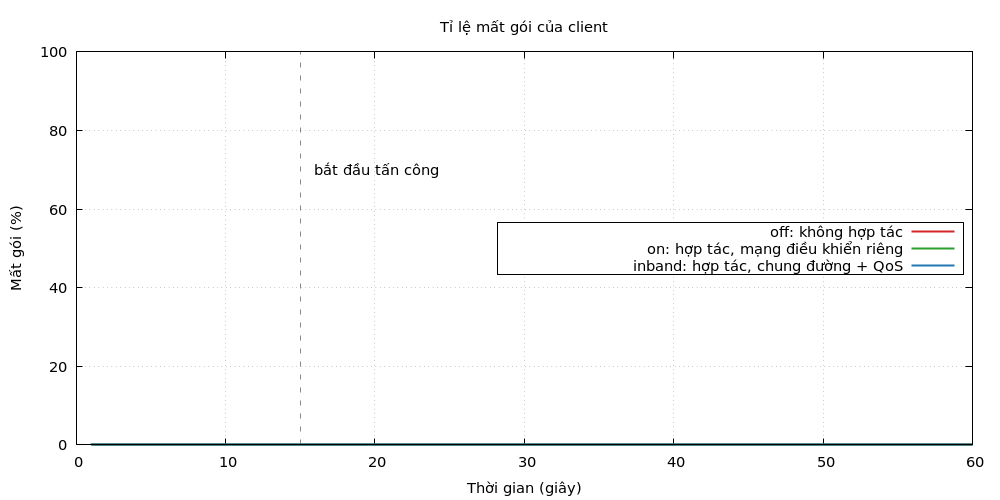 Tỉ lệ mất gói của client
100
80
bắt đầu tấn công
60
off: không hợp tác
on: hợp tác, mạng điều khiển riêng
inband: hợp tác, chung đường + QoS
Mất gói (%)
40
20
0
0 10 20 30 40 50 60
Thời gian (giây)